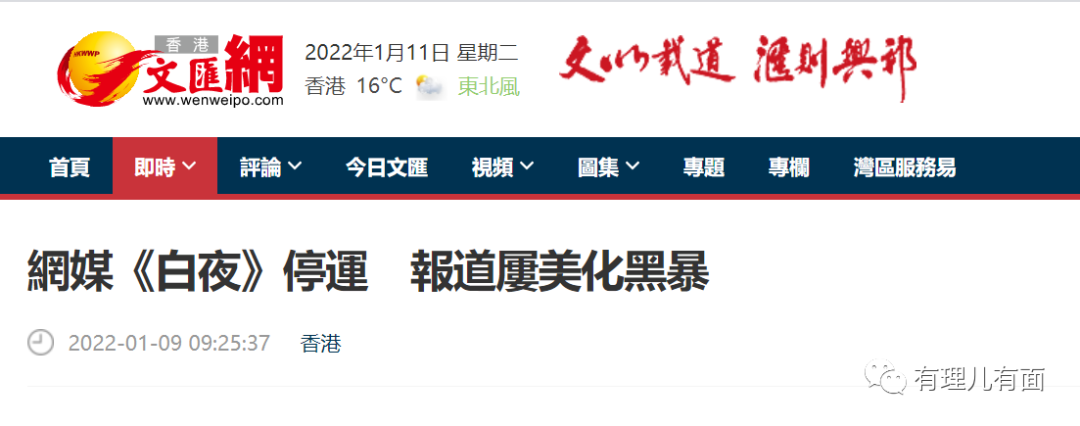 HKWWP
香港
文匯網
www.wenweipo.com
2022年1月11日 星期二
香港 16°C 東北風
文以載道 滙則興邦
首頁 即時 評論 今日文匯 視頻 圖集 專題 專欄 灣區服務易
網媒《白夜》停運 報道屢美化黑暴
2022-01-09 09:25:37 香港
有理儿有面